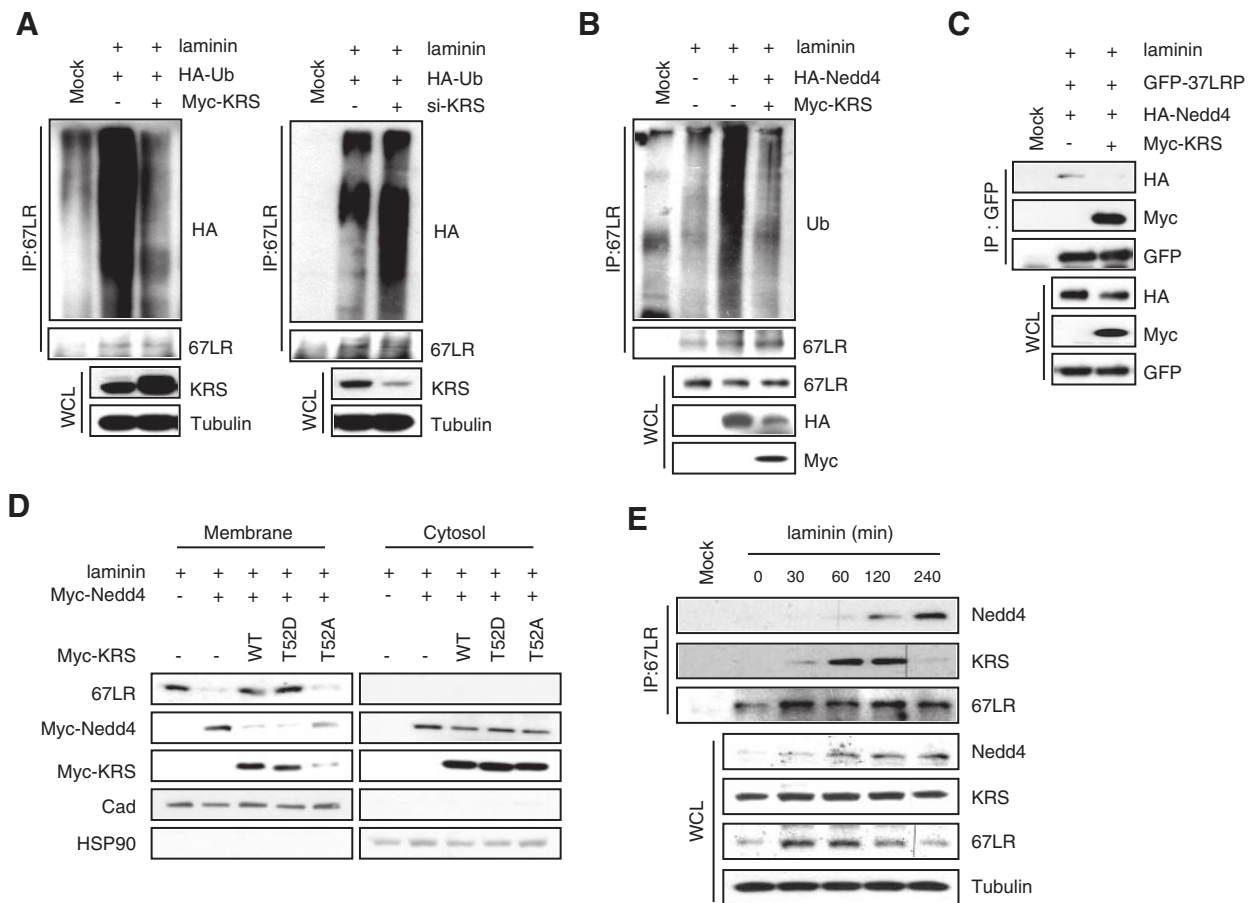 A
Mock
+ + laminin
+ + HA-Ub
- + Myc-KRS
IP:67LR
HA
67LR
WCL
KRS
Tubulin
Mock
+ + laminin
+ + HA-Ub
- + si-KRS
IP:67LR
HA
67LR
WCL
KRS
Tubulin
B
Mock
+ + + laminin
- + + HA-Nedd4
- - + Myc-KRS
IP:67LR
Ub
67LR
WCL
67LR
HA
Myc
C
Mock
+ + laminin
+ + GFP-37LRP
+ + HA-Nedd4
- + Myc-KRS
IP : GFP
HA
Myc
GFP
WCL
HA
Myc
GFP
D
Membrane Cytosol
laminin + + + + + + + + + +
Myc-Nedd4 - + + + + - + + + +
Myc-KRS - - WT T52D T52A - - WT T52D T52A
67LR
Myc-Nedd4
Myc-KRS
Cad
HSP90
E
laminin (min)
Mock 0 30 60 120 240
IP:67LR
Nedd4
KRS
67LR
WCL
Nedd4
KRS
67LR
Tubulin